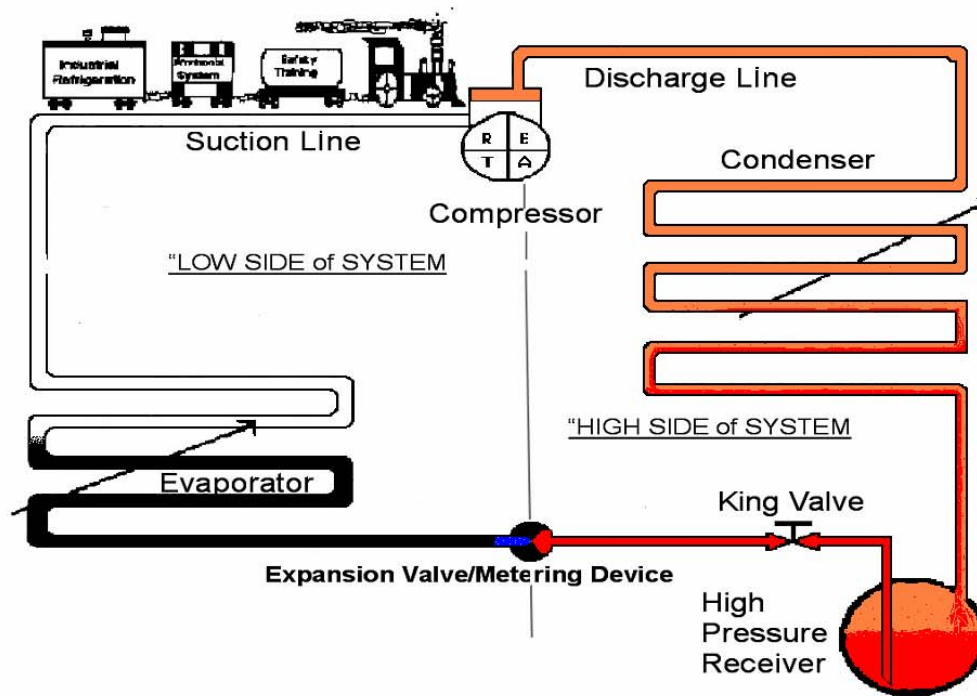 Industrial
Refrigeration
System
Safety
Training
Discharge Line
Suction Line
R E
T A
Condenser
Compressor
"LOW SIDE of SYSTEM
"HIGH SIDE of SYSTEM
Evaporator
King Valve
Expansion Valve/Metering Device
High
Pressure
Receiver